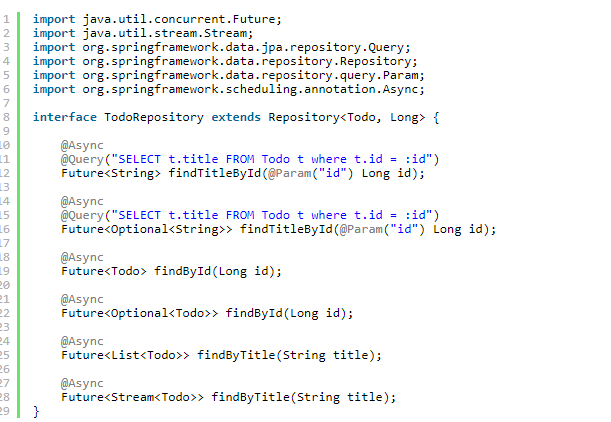 1 import java.util.concurrent.Future;
2 import java.util.stream.Stream;
3 import org.springframework.data.jpa.repository.Query;
4 import org.springframework.data.repository.Repository;
5 import org.springframework.data.repository.query.Param;
6 import org.springframework.scheduling.annotation.Async;
7
8 interface TodoRepository extends Repository<Todo, Long> {
9
10     @Async
11     @Query("SELECT t.title FROM Todo t where t.id = :id")
12     Future<String> findTitleById(@Param("id") Long id);
13
14     @Async
15     @Query("SELECT t.title FROM Todo t where t.id = :id")
16     Future<Optional<String>> findTitleById(@Param("id") Long id);
17
18     @Async
19     Future<Todo> findById(Long id);
20
21     @Async
22     Future<Optional<Todo>> findById(Long id);
23
24     @Async
25     Future<List<Todo>> findByTitle(String title);
26
27     @Async
28     Future<Stream<Todo>> findByTitle(String title);
29 }